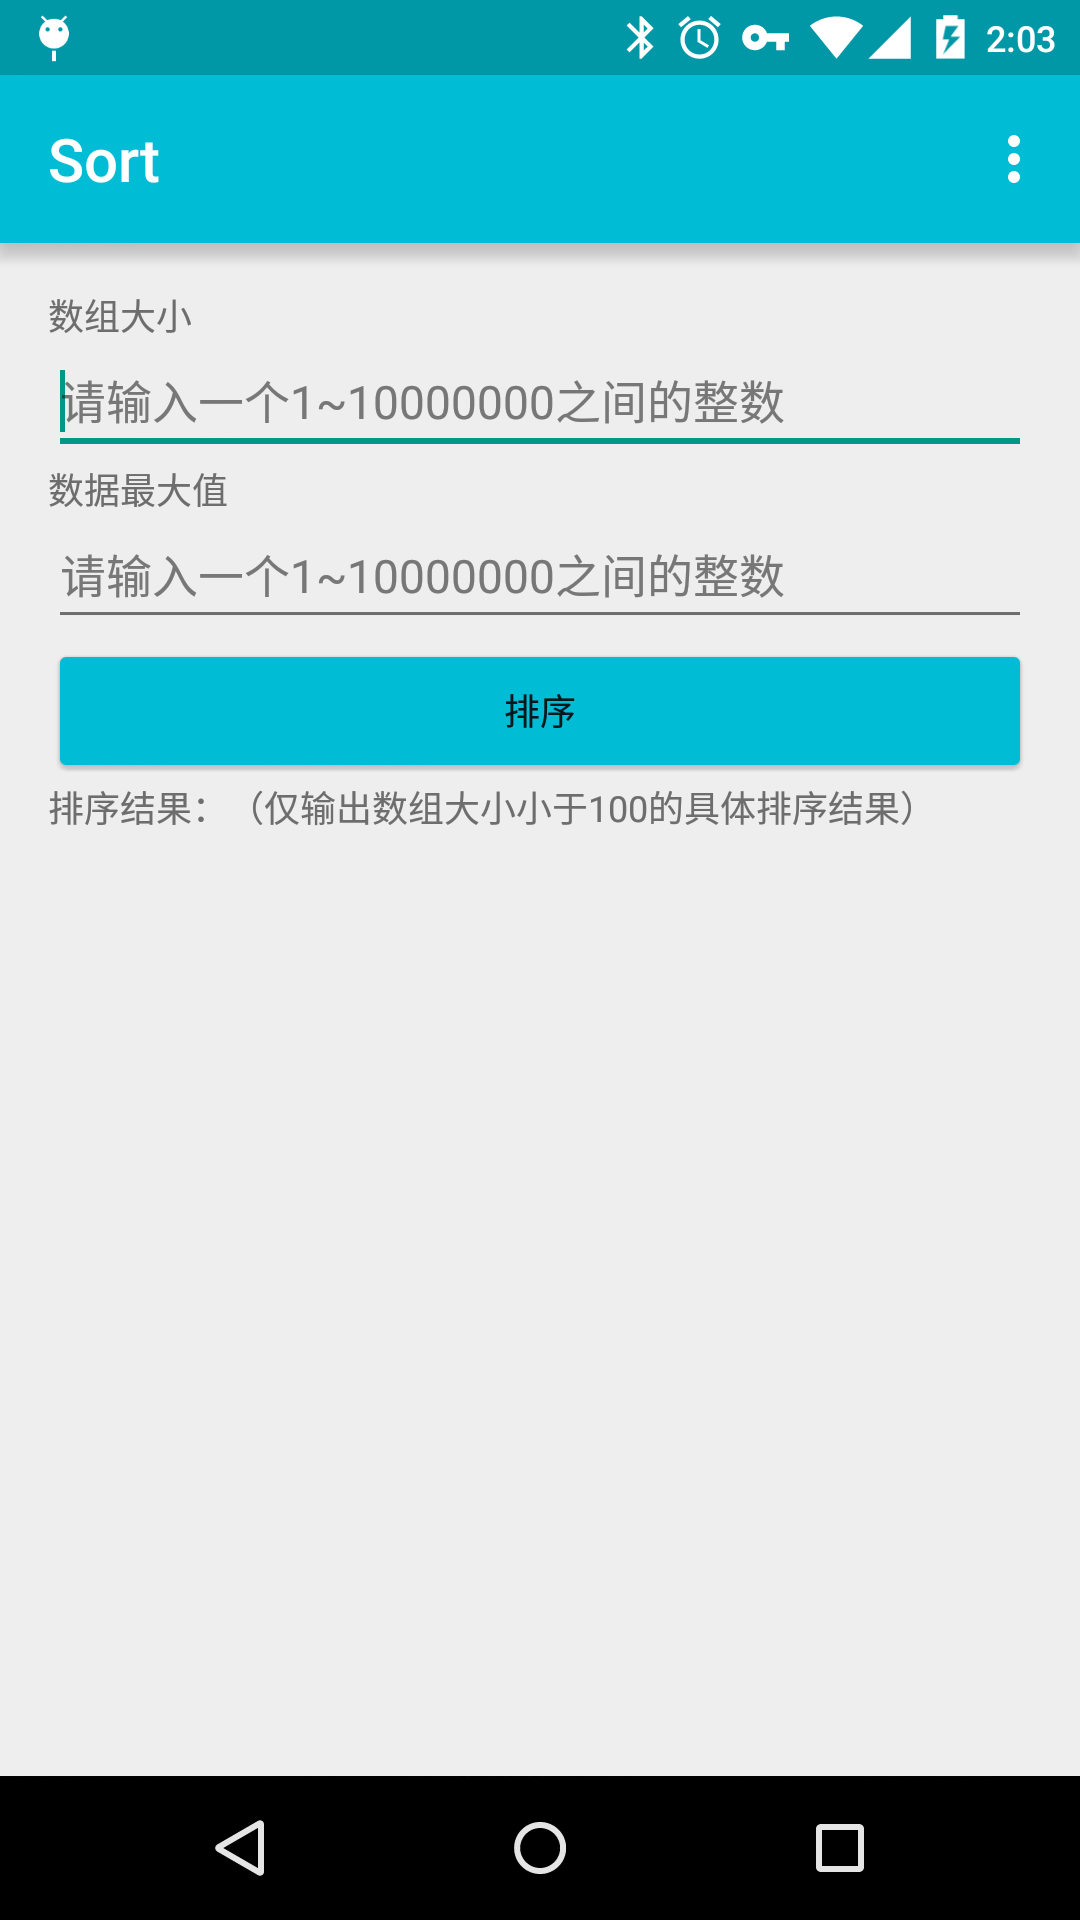 2:03
Sort
数组大小
请输入一个1~10000000之间的整数
数据最大值
请输入一个1~10000000之间的整数
排序
排序结果：（仅输出数组大小小于100的具体排序结果）